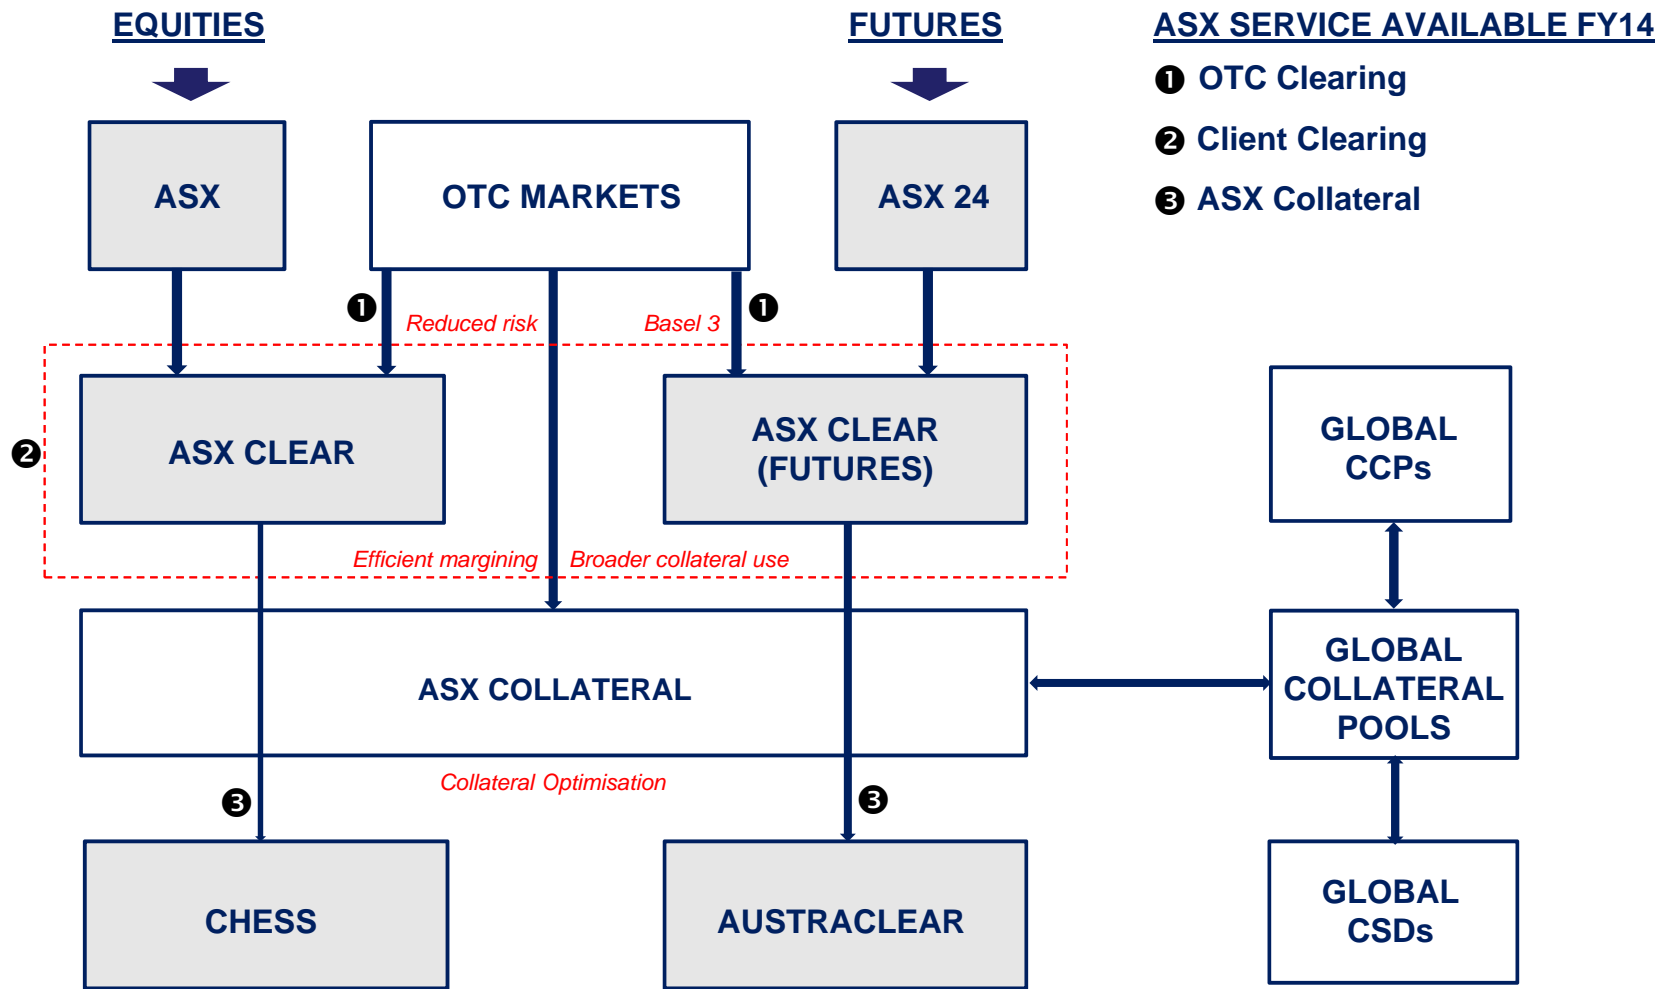 EQUITIES
FUTURES
ASX SERVICE AVAILABLE FY14
❶ OTC Clearing
❷ Client Clearing
❸ ASX Collateral
ASX
OTC MARKETS
ASX 24
❶
❶
Reduced risk
Basel 3
❷
ASX CLEAR
ASX CLEAR
(FUTURES)
GLOBAL
CCPs
Efficient margining
Broader collateral use
ASX COLLATERAL
GLOBAL
COLLATERAL
POOLS
Collateral Optimisation
❸
❸
CHESS
AUSTRACLEAR
GLOBAL
CSDs